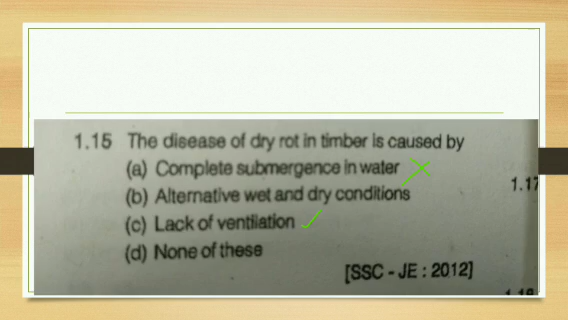 1.15 The disease of dry rot in timber is caused by
(a) Complete submergence in water
(b) Alternative wet and dry conditions
1.17
(c) Lack of ventilation
(d) None of these
[SSC - JE : 2012]